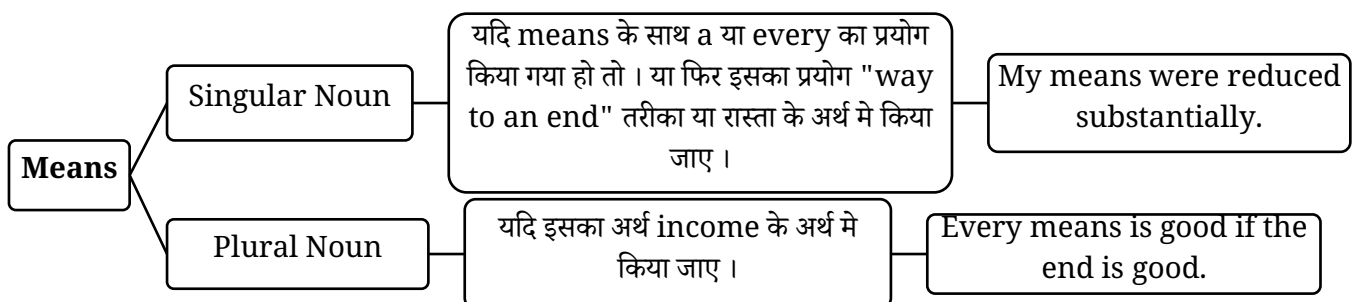 Means
Singular Noun
यदि means के साथ a या every का प्रयोग
किया गया हो तो । या फिर इसका प्रयोग "way
to an end" तरीका या रास्ता के अर्थ मे किया
जाए ।
My means were reduced
substantially.
Plural Noun
यदि इसका अर्थ income के अर्थ मे
किया जाए ।
Every means is good if the
end is good.